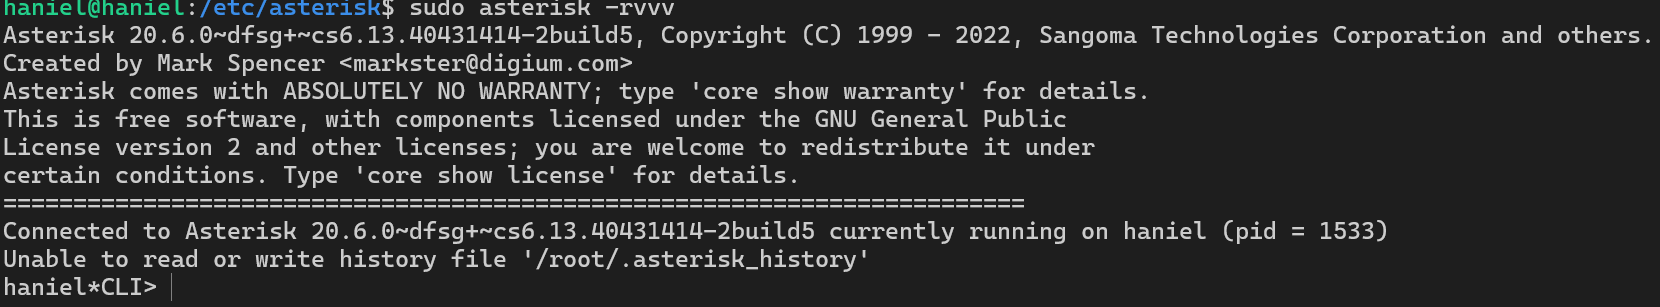 haniel@haniel:/etc/asterisk$ sudo asterisk -rvvv
Asterisk 20.6.0~dfsg+~cs6.13.40431414-2build5, Copyright (C) 1999 - 2022, Sangoma Technologies Corporation and others.
Created by Mark Spencer <markster@digium.com>
Asterisk comes with ABSOLUTELY NO WARRANTY; type 'core show warranty' for details.
This is free software, with components licensed under the GNU General Public
License version 2 and other licenses; you are welcome to redistribute it under
certain conditions. Type 'core show license' for details.
=========================================================================
Connected to Asterisk 20.6.0~dfsg+~cs6.13.40431414-2build5 currently running on haniel (pid = 1533)
Unable to read or write history file '/root/.asterisk_history'
haniel*CLI>